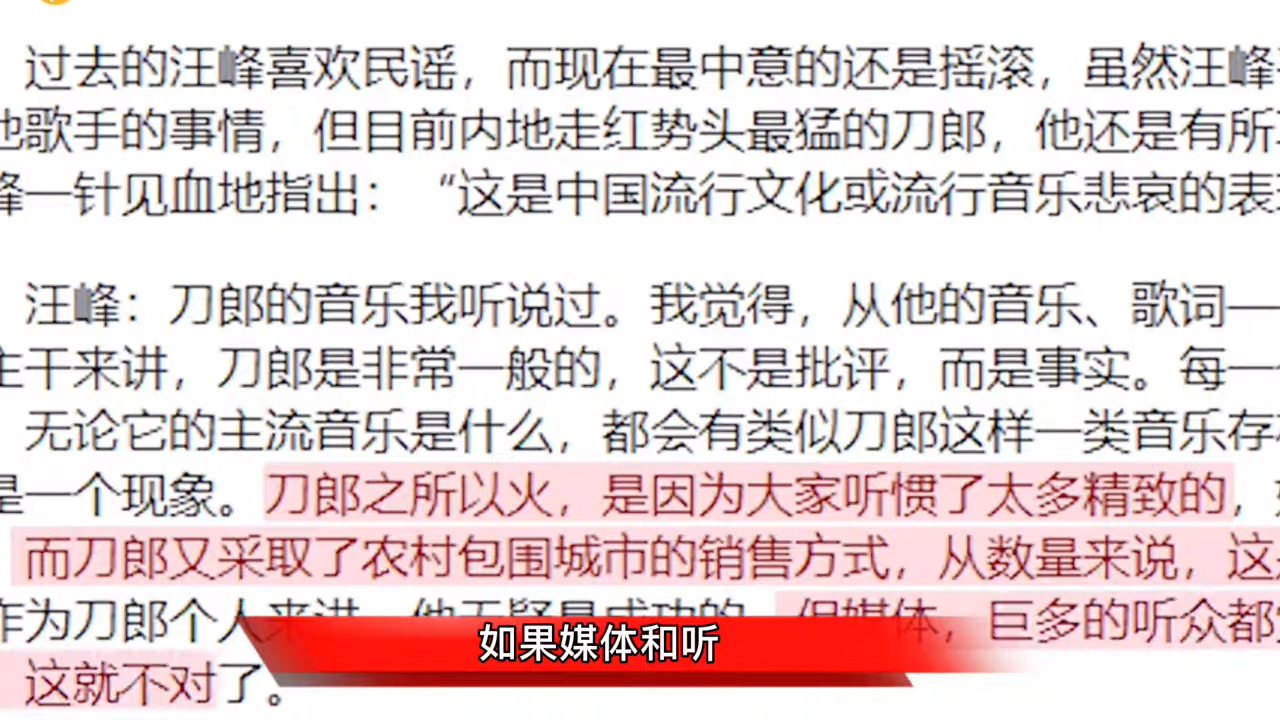 过去的汪峰喜欢民谣，而现在最中意的还是摇滚，虽然汪峰
他歌手的事情，但目前内地走红势头最猛的刀郎，他还是有所
峰一针见血地指出：“这是中国流行文化或流行音乐悲哀的表
汪峰：刀郎的音乐我听说过。我觉得，从他的音乐、歌词—
主干来讲，刀郎是非常一般的，这不是批评，而是事实。每一
无论它的主流音乐是什么，都会有类似刀郎这样一类音乐存
是一个现象。刀郎之所以火，是因为大家听惯了太多精致的，
而刀郎又采取了农村包围城市的销售方式，从数量来说，这
作为刀郎个人来讲，他无疑是成功的，但媒体，巨多的听众都
如果媒体和听
这就不对了。